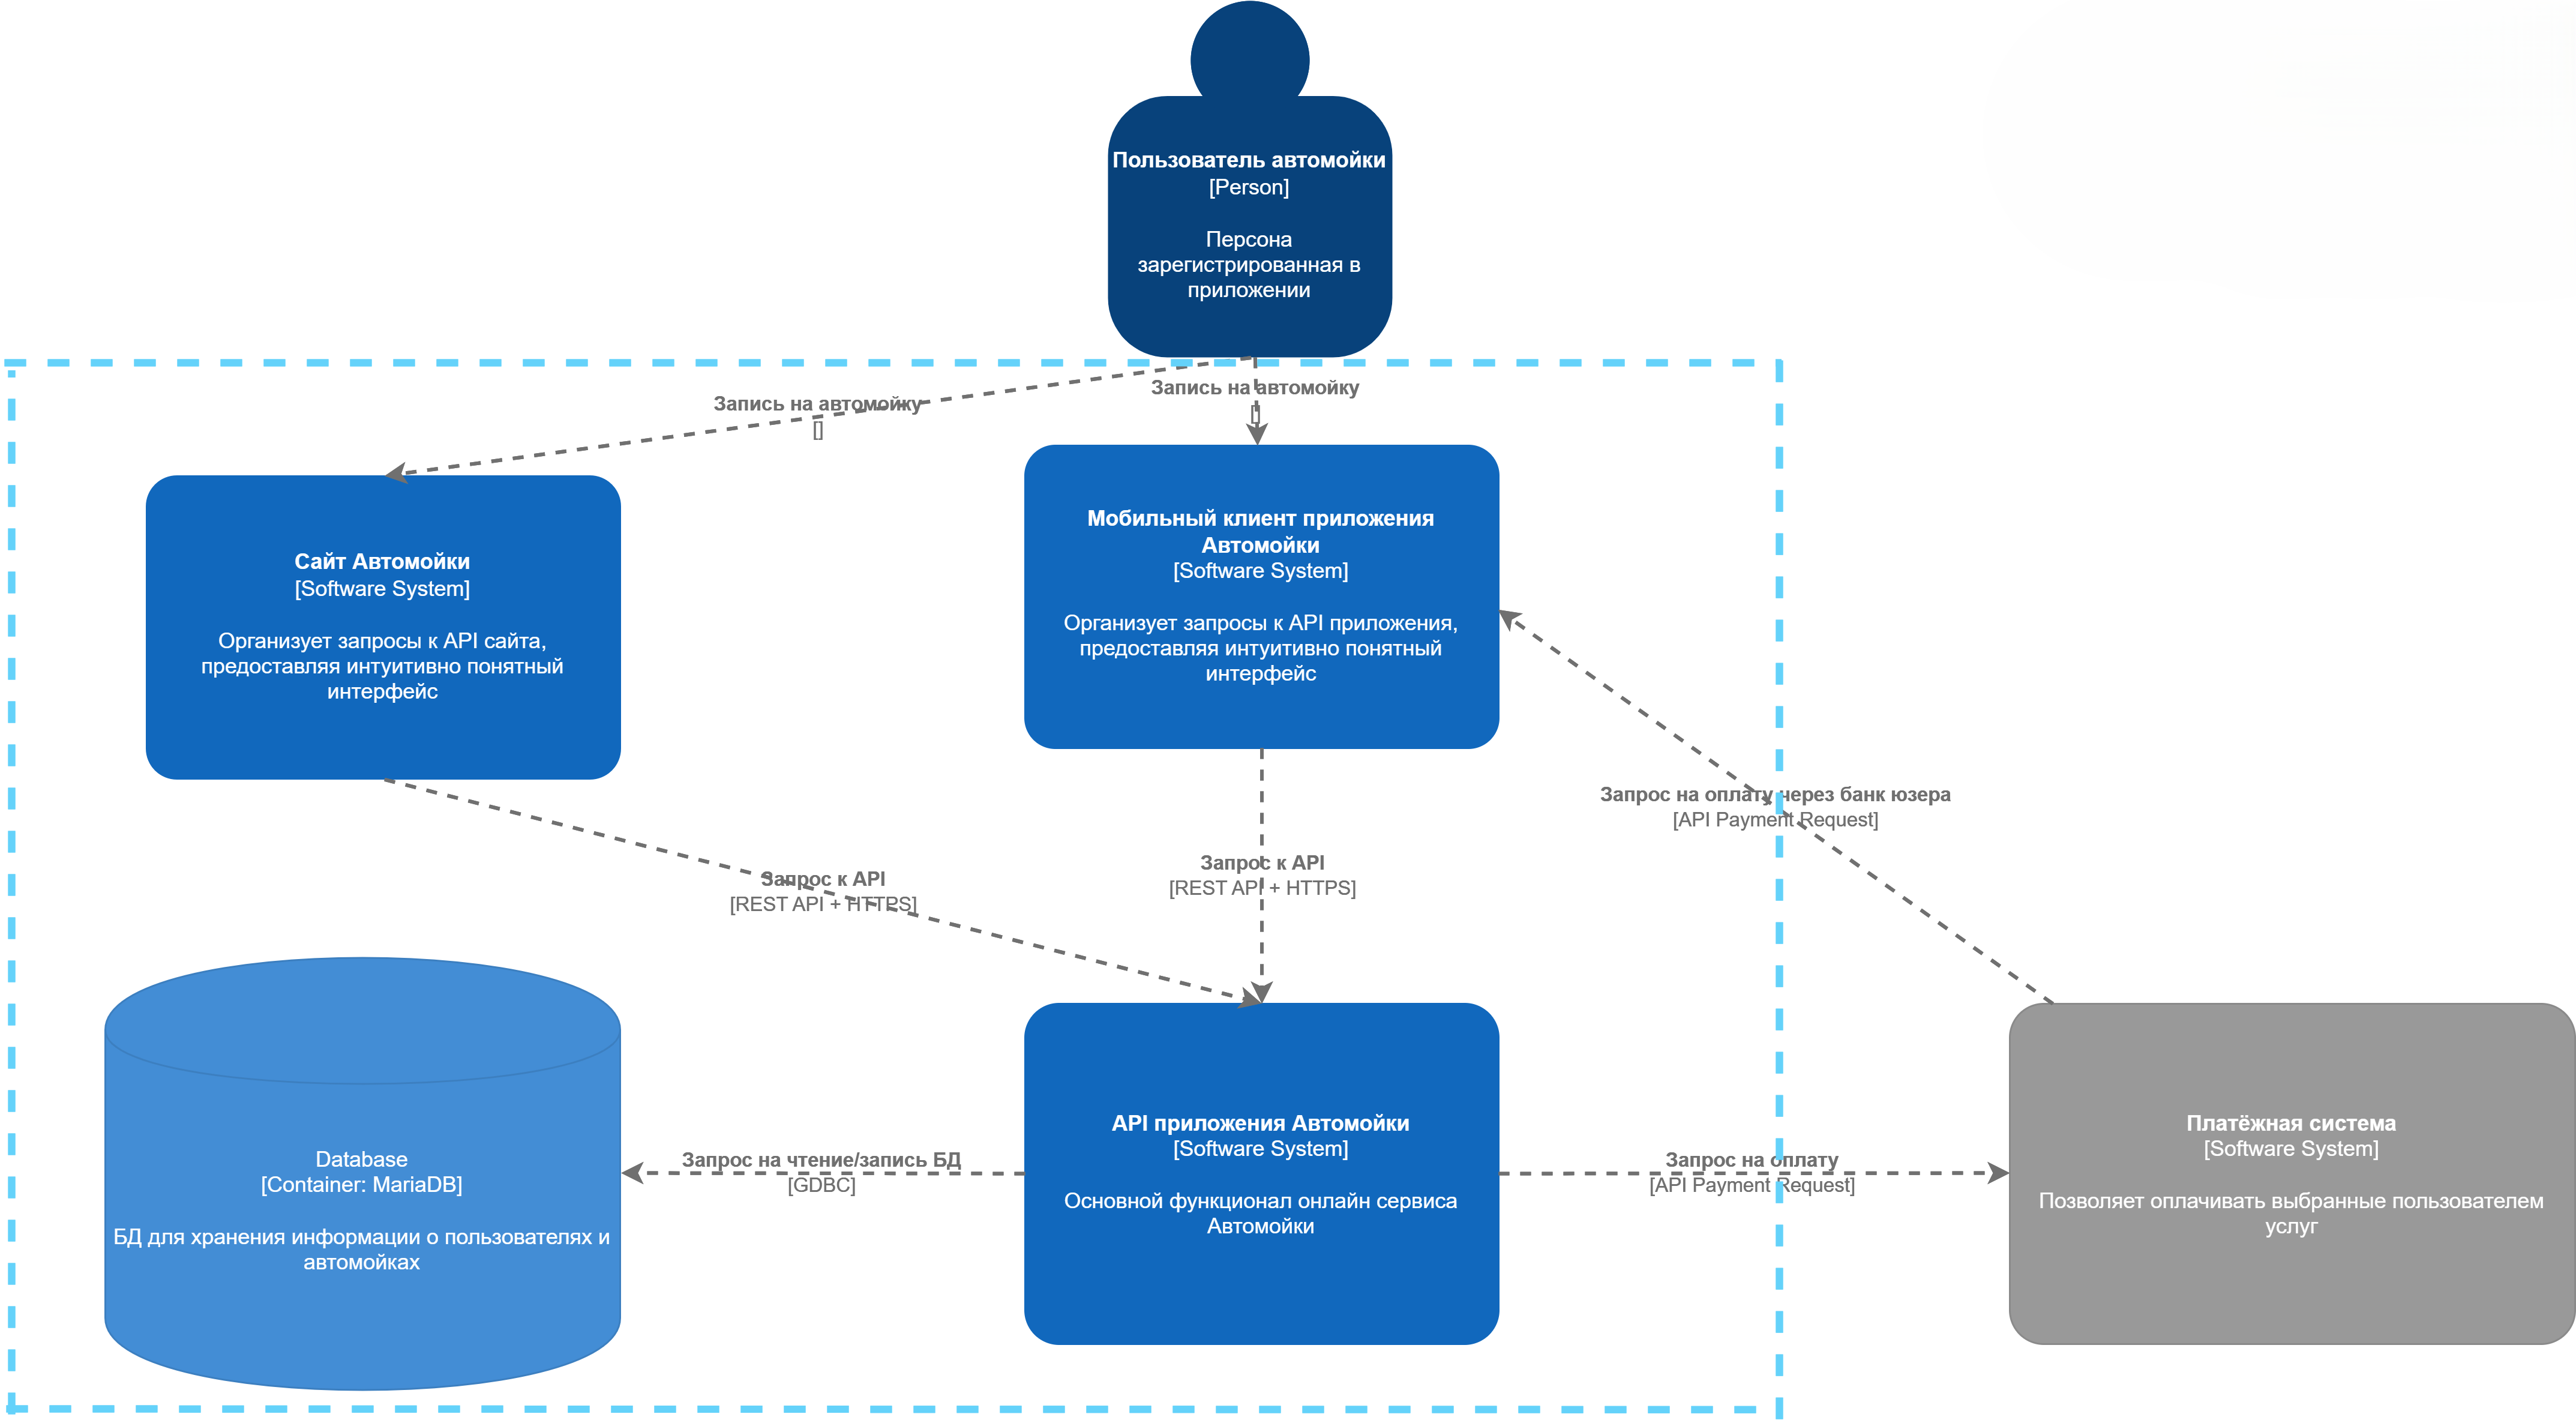 Пользователь автомойки
[Person]
Персона
зарегистрированная в
приложении
Запись на автомойку
[]
Запись на автомойку
[]
Сайт Автомойки
[Software System]
Организует запросы к API сайта,
предоставляя интуитивно понятный
интерфейс
Мобильный клиент приложения
Автомойки
[Software System]
Организует запросы к API приложения,
предоставляя интуитивно понятный
интерфейс
Запрос на оплату через банк юзера
[API Payment Request]
Запрос к API
[REST API + HTTPS]
Запрос к API
[REST API + HTTPS]
Database
[Container: MariaDB]
БД для хранения информации о пользователях и
автомойках
Запрос на чтение/запись БД
[GDBC]
API приложения Автомойки
[Software System]
Основной функционал онлайн сервиса
Автомойки
Запрос на оплату
[API Payment Request]
Платёжная система
[Software System]
Позволяет оплачивать выбранные пользователем
услуг